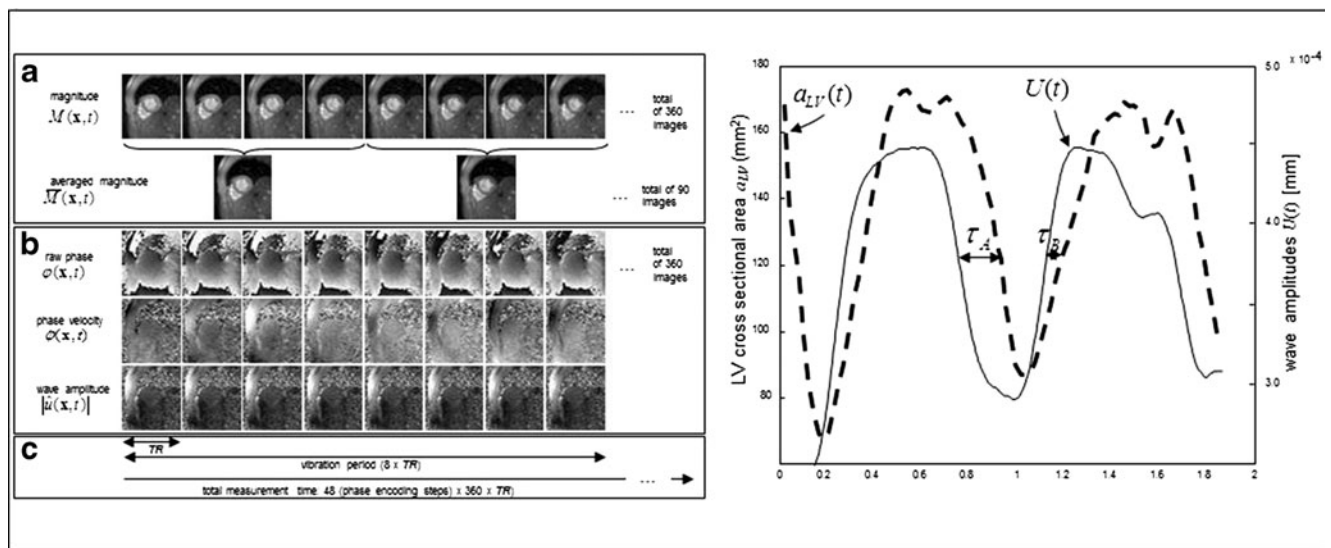 a
magnitude
M(x,t)
... total of 360 images
averaged magnitude
M̅(x,t)
... total of 90 images
b
raw phase
φ(x,t)
... total of 360 images
phase velocity
φ̇(x,t)
wave amplitude
|û(x,t)|
c
TR
vibration period (8 x TR)
...
total measurement time: 48 (phase encoding steps) x 360 x TR)
LV cross sectional area a_LV (mm²)
180
160
140
120
100
80
a_LV(t)
U(t)
τ_A
τ_B
0
0.2
0.4
0.6
0.8
1
1.2
1.4
1.6
1.8
x 10⁻⁴
5.0
4.0
3.0
wave amplitudes U(t) [mm]